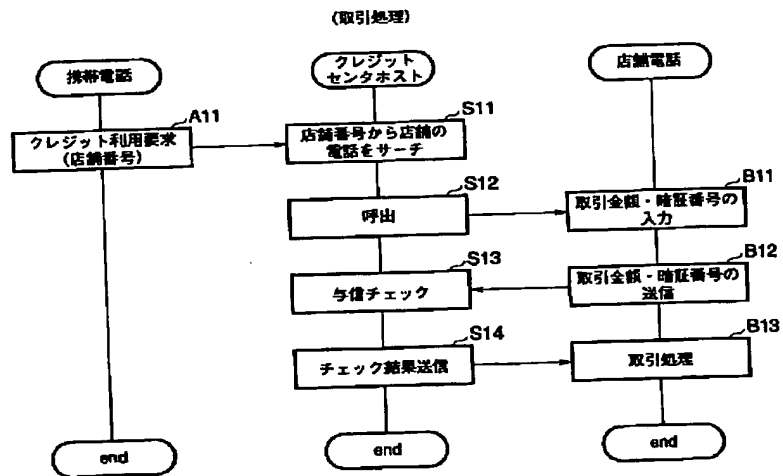 (取引処理)
携帯電話
クレジット
センタホスト
店舗電話
A11
クレジット利用要求
(店舗番号)
S11
店舗番号から店舗の
電話をサーチ
S12
呼出
B11
取引金額・暗証番号の
入力
S13
与信チェック
B12
取引金額・暗証番号の
送信
S14
チェック結果送信
B13
取引処理
end
end
end